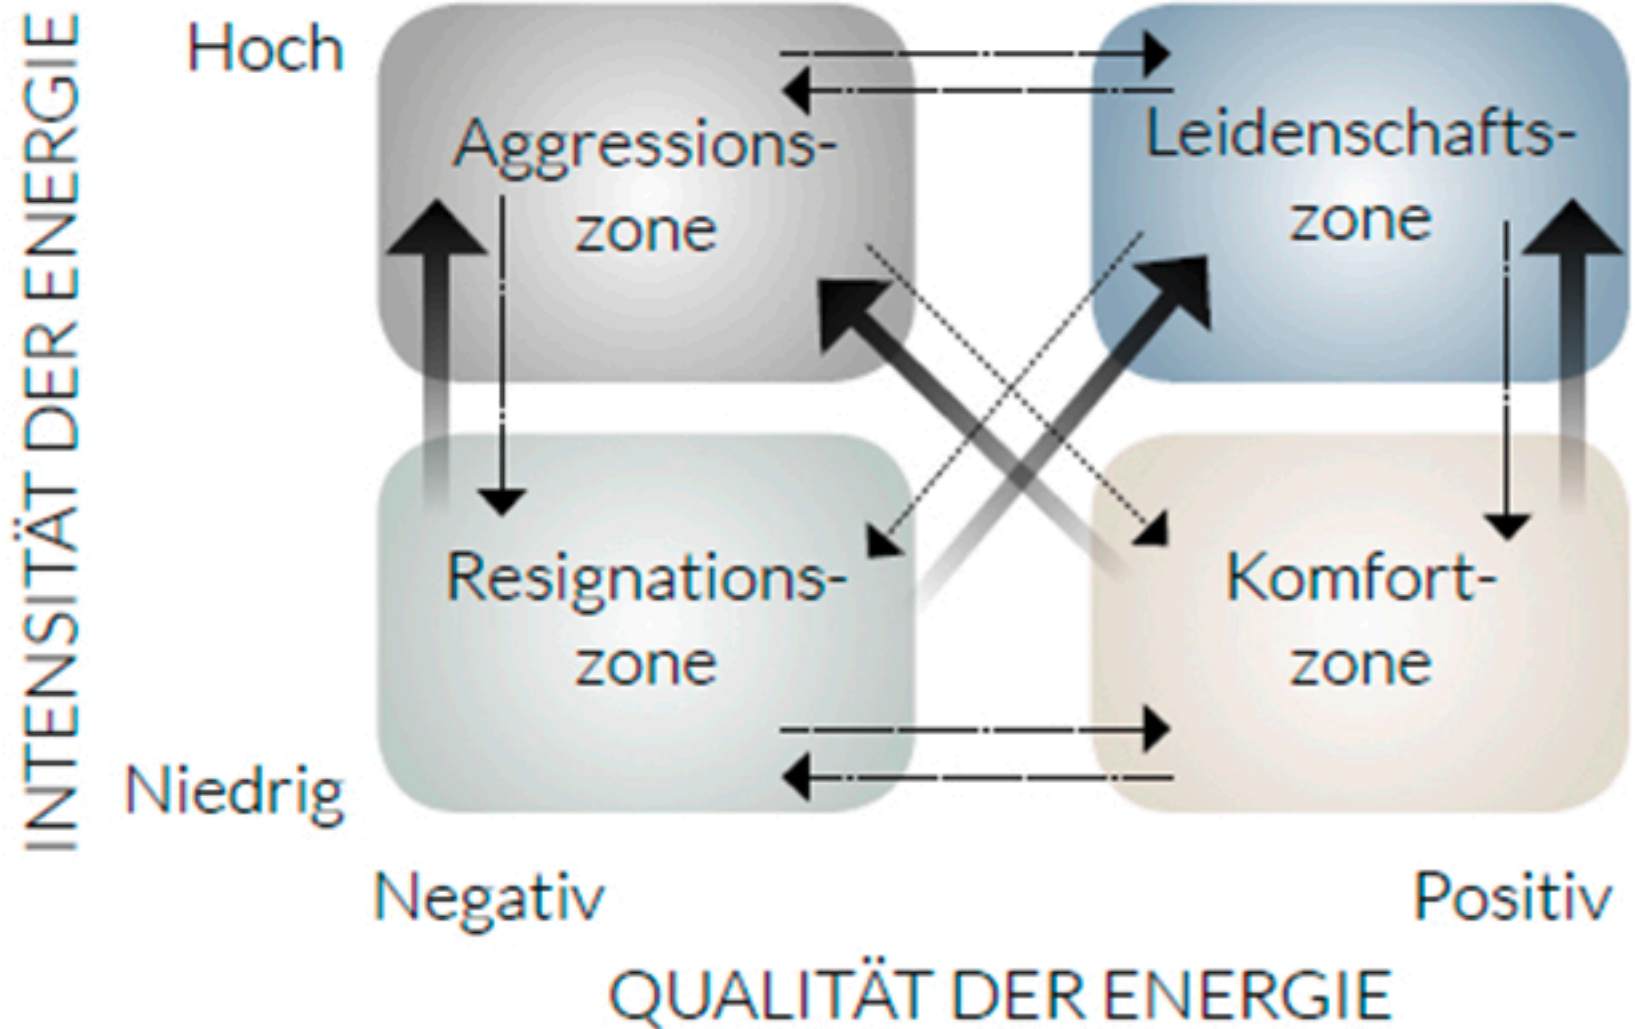 INTENSITÄT DER ENERGIE
Hoch
Aggressions-
zone
Leidenschafts-
zone
Resignations-
zone
Komfort-
zone
Niedrig
Negativ
Positiv
QUALITÄT DER ENERGIE